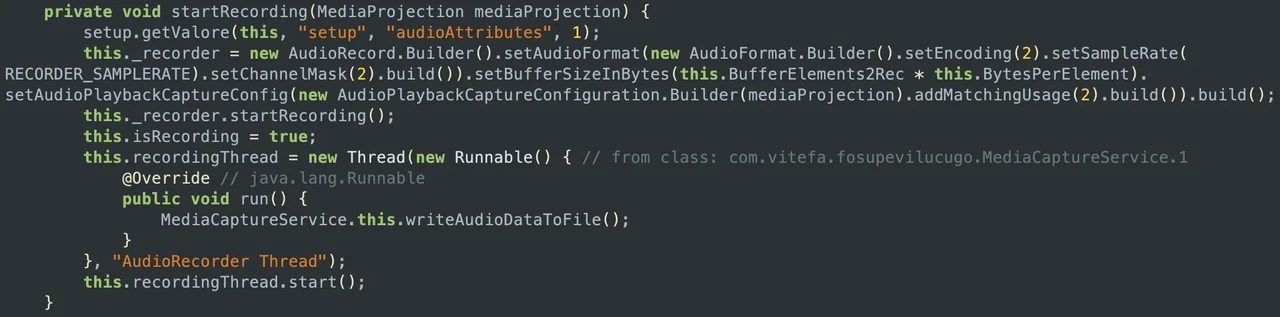 private void startRecording(MediaProjection mediaProjection) {
setup.getValore(this, "setup", "audioAttributes", 1);
this._recorder = new AudioRecord.Builder().setAudioFormat(new AudioFormat.Builder().setEncoding(2).setSampleRate(
RECORDER_SAMPLERATE).setChannelMask(2).build()).setBufferSizeInBytes(this.BufferElements2Rec * this.BytesPerElement).
setAudioPlaybackCaptureConfig(new AudioPlaybackCaptureConfiguration.Builder(mediaProjection).addMatchingUsage(2).build()).build();
this._recorder.startRecording();
this.isRecording = true;
this.recordingThread = new Thread(new Runnable() { // from class: com.vitefa.fosupevilucugo.MediaCaptureService.1
@Override // java.lang.Runnable
public void run() {
MediaCaptureService.this.writeAudioDataToFile();
}
}, "AudioRecorder Thread");
this.recordingThread.start();
}